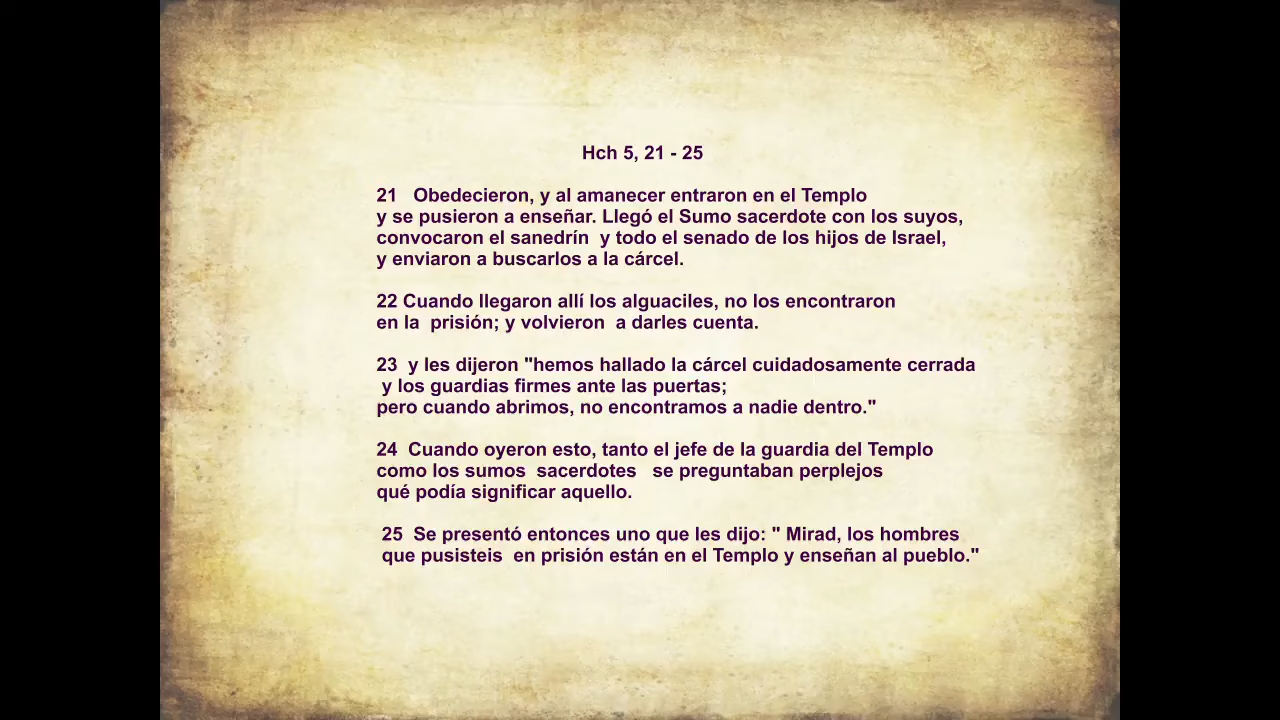 Hch 5, 21 - 25
21 Obedecieron, y al amanecer entraron en el Templo
y se pusieron a enseñar. Llegó el Sumo sacerdote con los suyos,
convocaron el sanedrín y todo el senado de los hijos de Israel,
y enviaron a buscarlos a la cárcel.
22 Cuando llegaron allí los alguaciles, no los encontraron
en la prisión; y volvieron a darles cuenta.
23 y les dijeron "hemos hallado la cárcel cuidadosamente cerrada
y los guardias firmes ante las puertas;
pero cuando abrimos, no encontramos a nadie dentro."
24 Cuando oyeron esto, tanto el jefe de la guardia del Templo
como los sumos sacerdotes se preguntaban perplejos
qué podía significar aquello.
25 Se presentó entonces uno que les dijo: " Mirad, los hombres
que pusisteis en prisión están en el Templo y enseñan al pueblo."